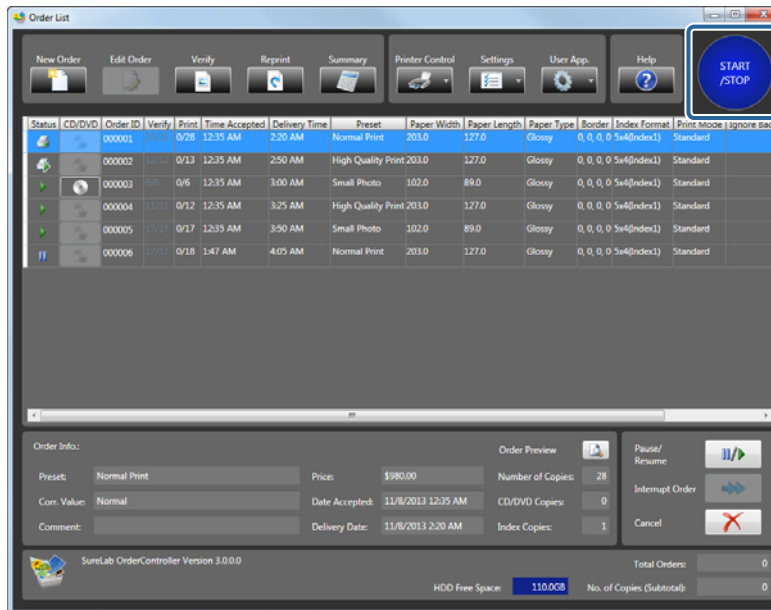 Order List
New Order Edit Order Verify Reprint Summary Printer Control Settings User App. Help
START
/STOP
Status CD/DVD Order ID Verify Print Time Accepted Delivery Time Preset Paper Width Paper Length Paper Type Border Index Format Print Mode Ignore Bac
000001 0/28 12:35 AM 2:20 AM Normal Print 203.0 127.0 Glossy 0, 0, 0, 0 5x4(Index1) Standard
000002 12/12 0/13 12:35 AM 2:50 AM High Quality Print 203.0 127.0 Glossy 0, 0, 0, 0 5x4(Index1) Standard
000003 6/6 0/6 12:35 AM 3:00 AM Small Photo 102.0 89.0 Glossy 0, 0, 0, 0 5x4(Index1) Standard
000004 11/11 0/12 12:35 AM 3:25 AM High Quality Print 203.0 127.0 Glossy 0, 0, 0, 0 5x4(Index1) Standard
000005 17/17 0/17 12:35 AM 3:50 AM Small Photo 102.0 89.0 Glossy 0, 0, 0, 0 5x4(Index1) Standard
000006 17/17 0/18 1:47 AM 4:05 AM Normal Print 203.0 127.0 Glossy 0, 0, 0, 0 5x4(Index1) Standard
Order Info.: Order Preview Pause/
Resume
Preset: Normal Print Price: $980.00 Number of Copies: 28
Interrupt Order
Corr. Value: Normal Date Accepted: 11/8/2013 12:35 AM CD/DVD Copies: 0
Comment: Delivery Date: 11/8/2013 2:20 AM Index Copies: 1 Cancel
SureLab OrderController Version 3.0.0.0 Total Orders: 0
HDD Free Space: 110.0GB No. of Copies (Subtotal): 0